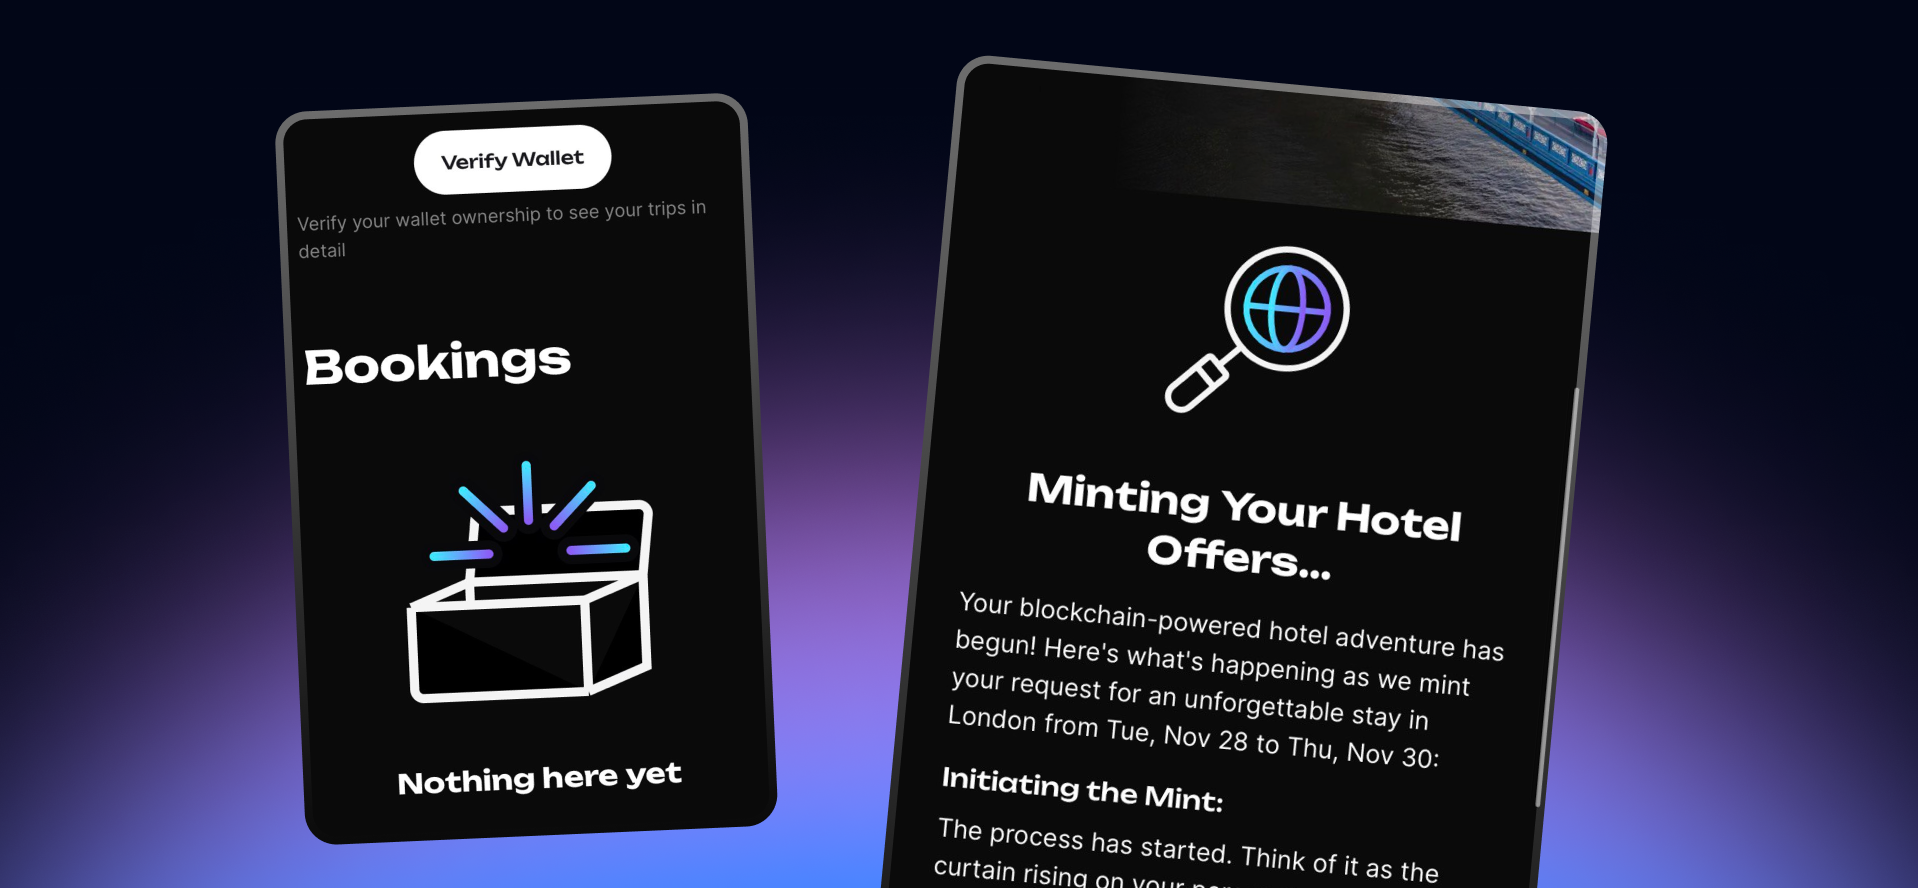 Verify Wallet
Verify your wallet ownership to see your trips in
detail
Bookings
Nothing here yet
Minting Your Hotel
Offers...
Your blockchain-powered hotel adventure has
begun! Here's what's happening as we mint
your request for an unforgettable stay in
London from Tue, Nov 28 to Thu, Nov 30:
Initiating the Mint:
The process has started. Think of it as the
curtain rising on your